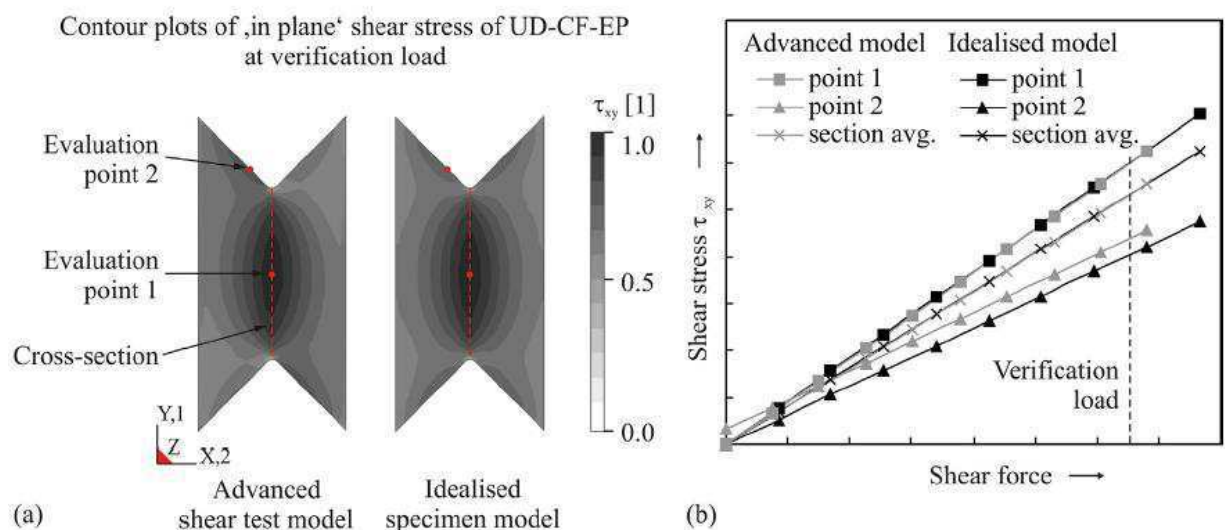 Contour plots of ‚in plane‘ shear stress of UD-CF-EP
at verification load
τxy [1]
1.0
0.5
0.0
Evaluation
point 2
Evaluation
point 1
Cross-section
Y,1
Z
X,2
(a)
Advanced
shear test model
Idealised
specimen model
Advanced model
Idealised model
point 1
point 2
section avg.
point 1
point 2
section avg.
Shear stress τxy
Verification
load
Shear force
(b)